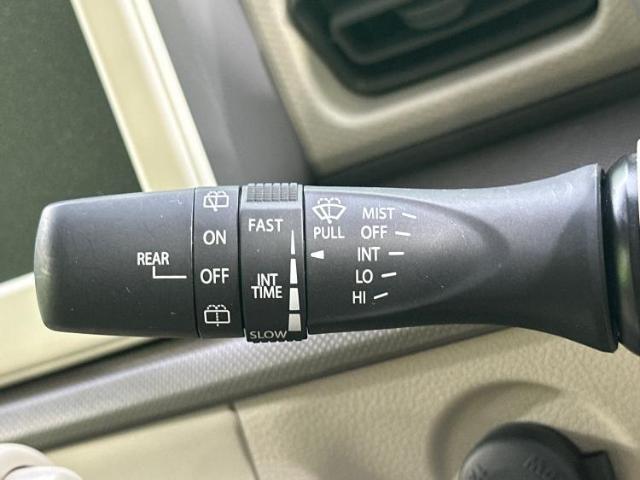 REAR
ON
OFF
FAST
INT
TIME
SLOW
PULL
MIST
OFF
INT
LO
HI